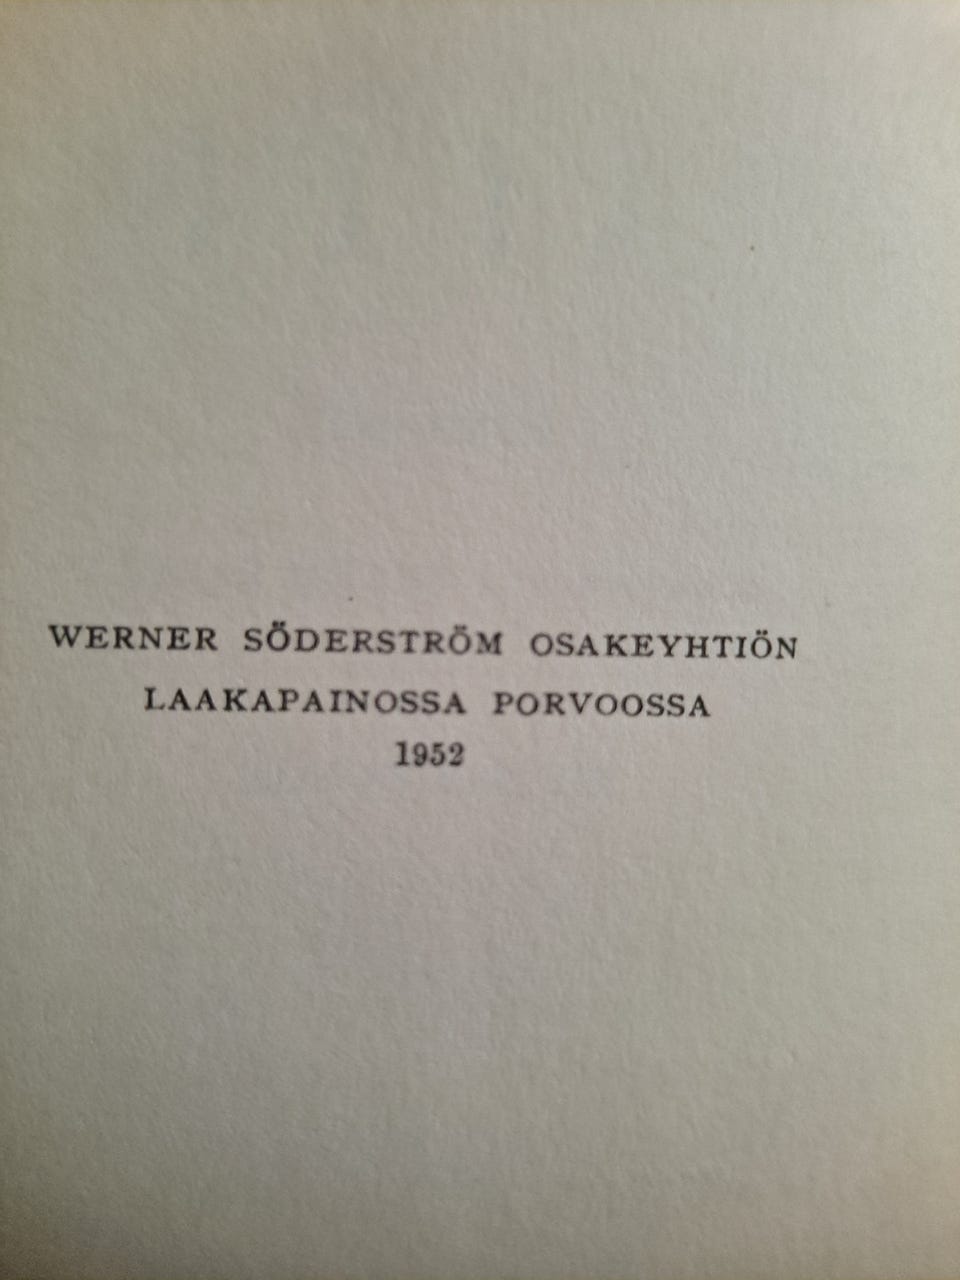 WERNER SÖDERSTRÖM OSAKEYHTIÖN
LAAKAPAINOSSA PORVOOSSA
1952